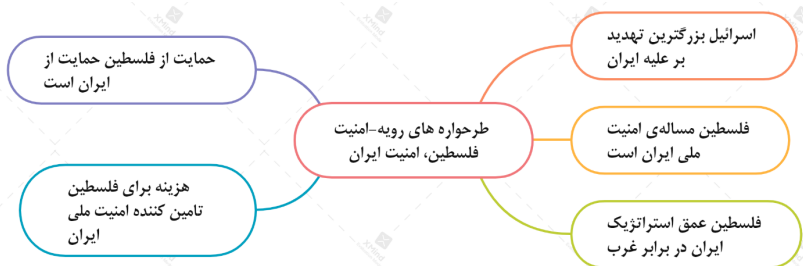 طرحواره های رویه-امنیت
فلسطین، امنیت ایران
اسرائیل بزرگترین تهدید
بر علیه ایران
فلسطین مساله‌ی امنیت
ملی ایران است
فلسطین عمق استراتژیک
ایران در برابر غرب
حمایت از فلسطین حمایت از
ایران است
هزینه برای فلسطین
تامین کننده امنیت ملی
ایران